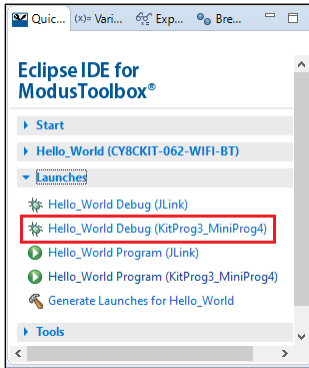 Quic... (x)= Vari... Exp... Bre...
Eclipse IDE for
ModusToolbox®
Start
Hello_World (CY8CKIT-062-WIFI-BT)
Launches
Hello_World Debug (JLink)
Hello_World Debug (KitProg3_MiniProg4)
Hello_World Program (JLink)
Hello_World Program (KitProg3_MiniProg4)
Generate Launches for Hello_World
Tools